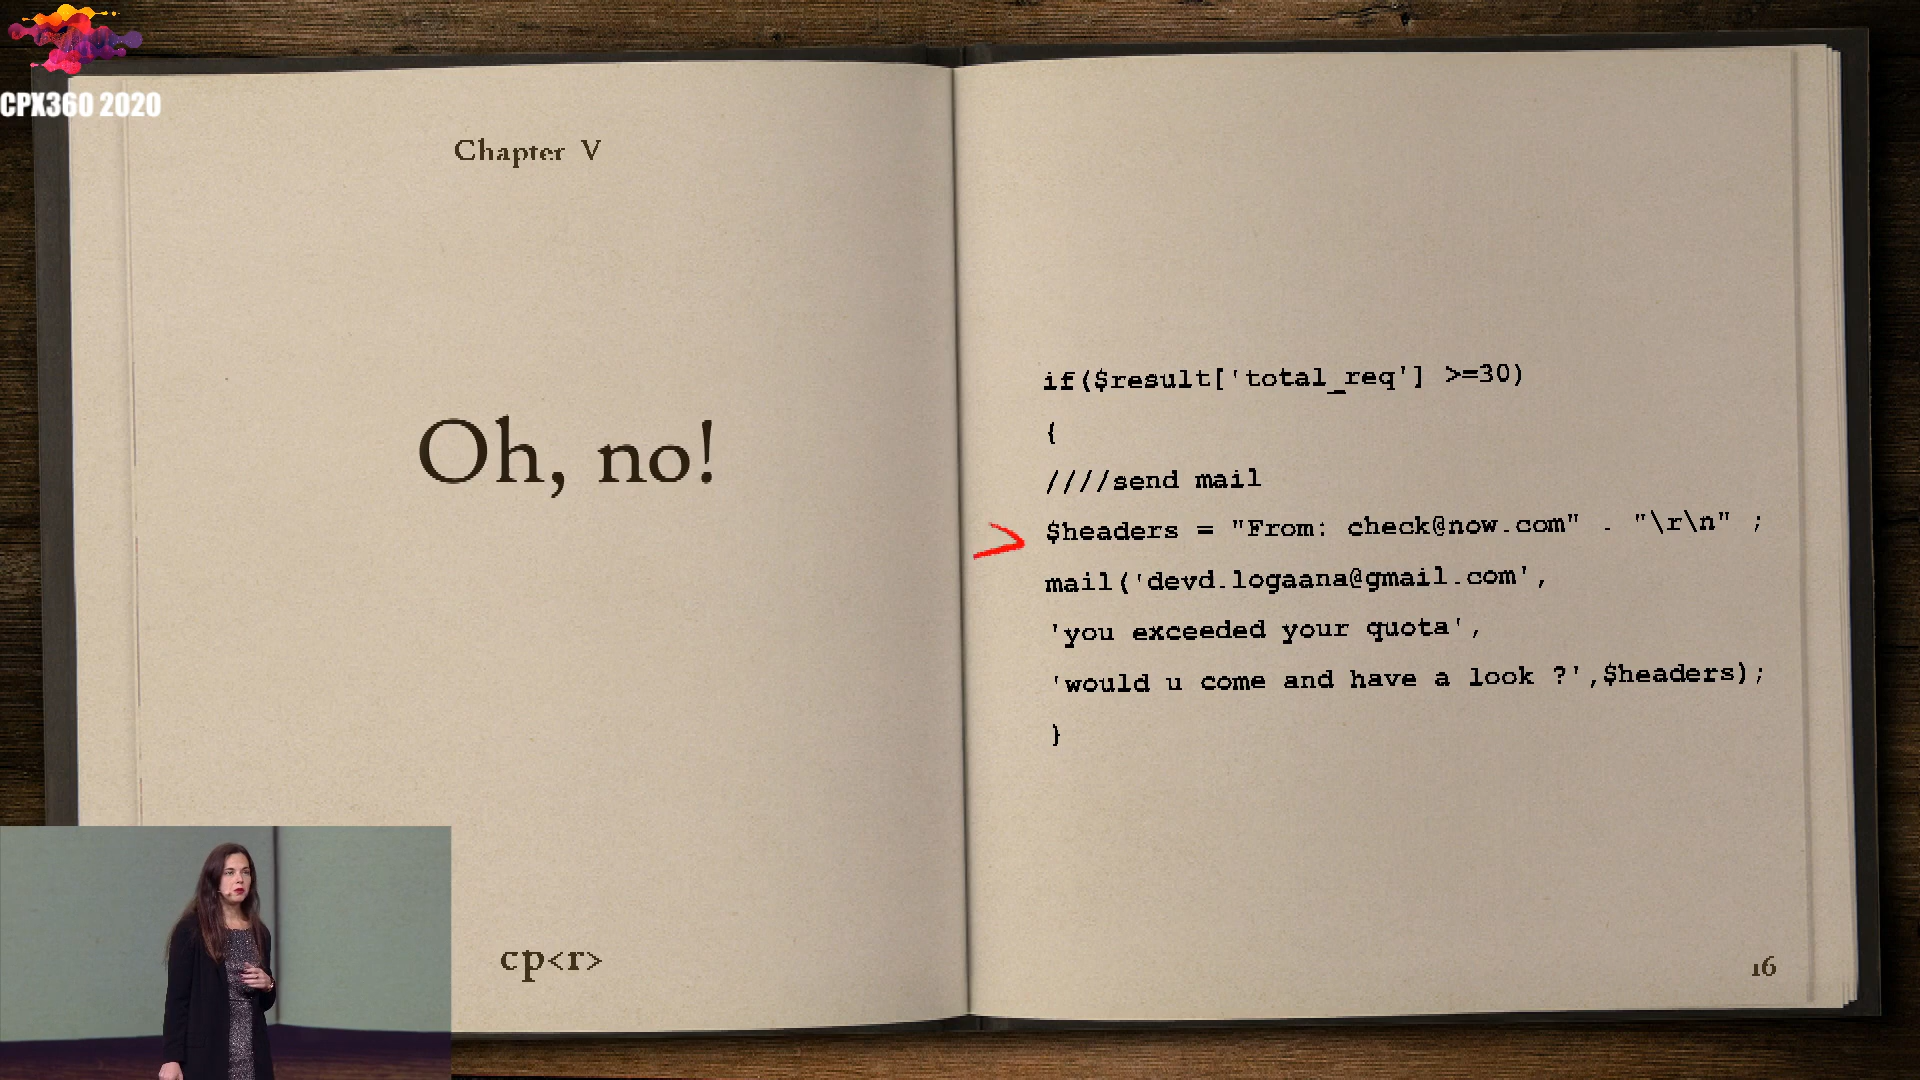 CPX360 2020
Chapter V
Oh, no!
cp<r>
if($result['total_req'] >=30)
{
////send mail
$headers = "From: check@now.com" . "\r\n" ;
mail('devd.logaana@gmail.com',
'you exceeded your quota',
'would u come and have a look ?',$headers);
}
16